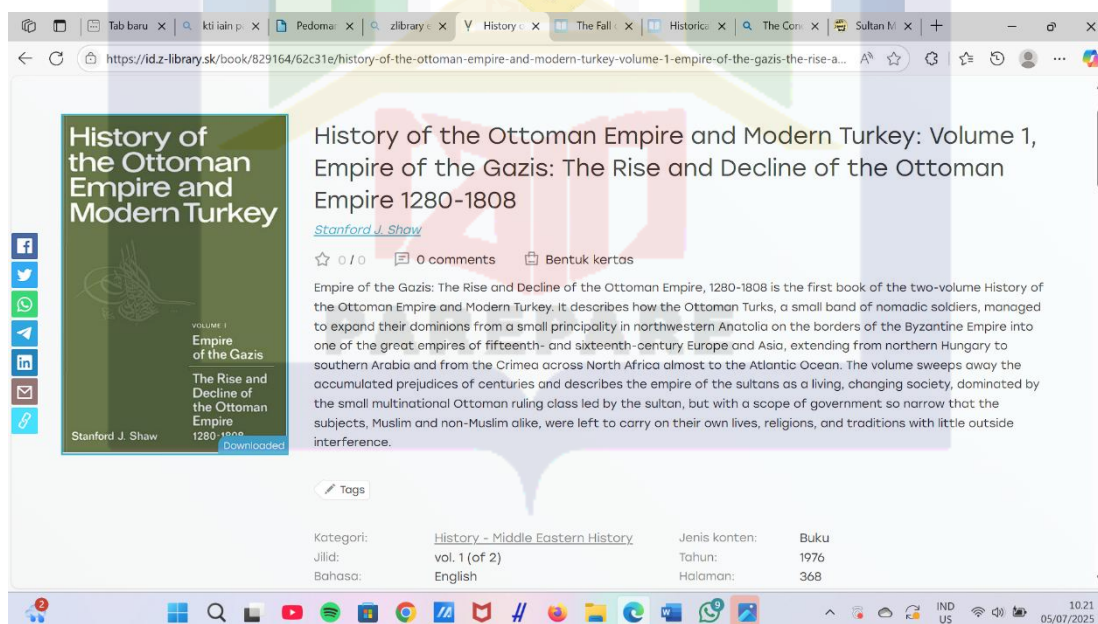 Tab baru
kti iain pa
Pedomar
zlibrary e
History o
The Fall
Historica
The Con
Sultan M
https://id.z-library.sk/book/829164/62c31e/history-of-the-ottoman-empire-and-modern-turkey-volume-1-empire-of-the-gazis-the-rise-a...
History of
the Ottoman
Empire and
Modern Turkey
VOLUME 1
Empire
of the Gazis
The Rise and
Decline of
the Ottoman
Empire
1280-1808
Stanford J. Shaw
Downloaded
History of the Ottoman Empire and Modern Turkey: Volume 1,
Empire of the Gazis: The Rise and Decline of the Ottoman
Empire 1280-1808
Stanford J. Shaw
0 / 0 0 comments Bentuk kertas
Empire of the Gazis: The Rise and Decline of the Ottoman Empire, 1280-1808 is the first book of the two-volume History of
the Ottoman Empire and Modern Turkey. It describes how the Ottoman Turks, a small band of nomadic soldiers, managed
to expand their dominions from a small principality in northwestern Anatolia on the borders of the Byzantine Empire into
one of the great empires of fifteenth- and sixteenth-century Europe and Asia, extending from northern Hungary to
southern Arabia and from the Crimea across North Africa almost to the Atlantic Ocean. The volume sweeps away the
accumulated prejudices of centuries and describes the empire of the sultans as a living, changing society, dominated by
the small multinational Ottoman ruling class led by the sultan, but with a scope of government so narrow that the
subjects, Muslim and non-Muslim alike, were left to carry on their own lives, religions, and traditions with little outside
interference.
PAREPARE
Tags
Kategori: History - Middle Eastern History Jenis konten: Buku
Jilid: vol. 1 (of 2) Tahun: 1976
Bahasa: English Halaman: 368
2
9
IND
US
10.21
05/07/2025